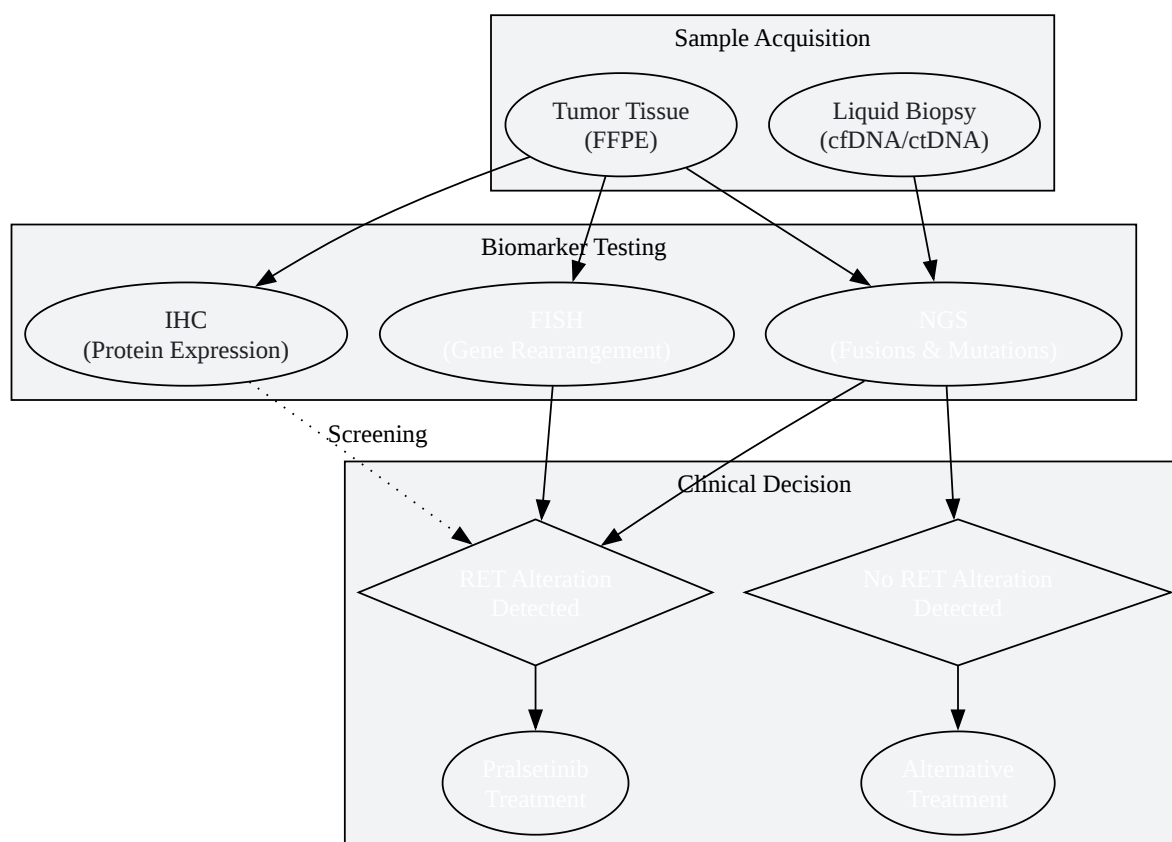 Sample Acquisition
Tumor Tissue
(FFPE)
Liquid Biopsy
(cfDNA/ctDNA)
Biomarker Testing
IHC
(Protein Expression)
FISH
(Gene Rearrangement)
NGS
(Fusions & Mutations)
Screening
Clinical Decision
RET Alteration
Detected
No RET Alteration
Detected
Pralsetinib
Treatment
Alternative
Treatment